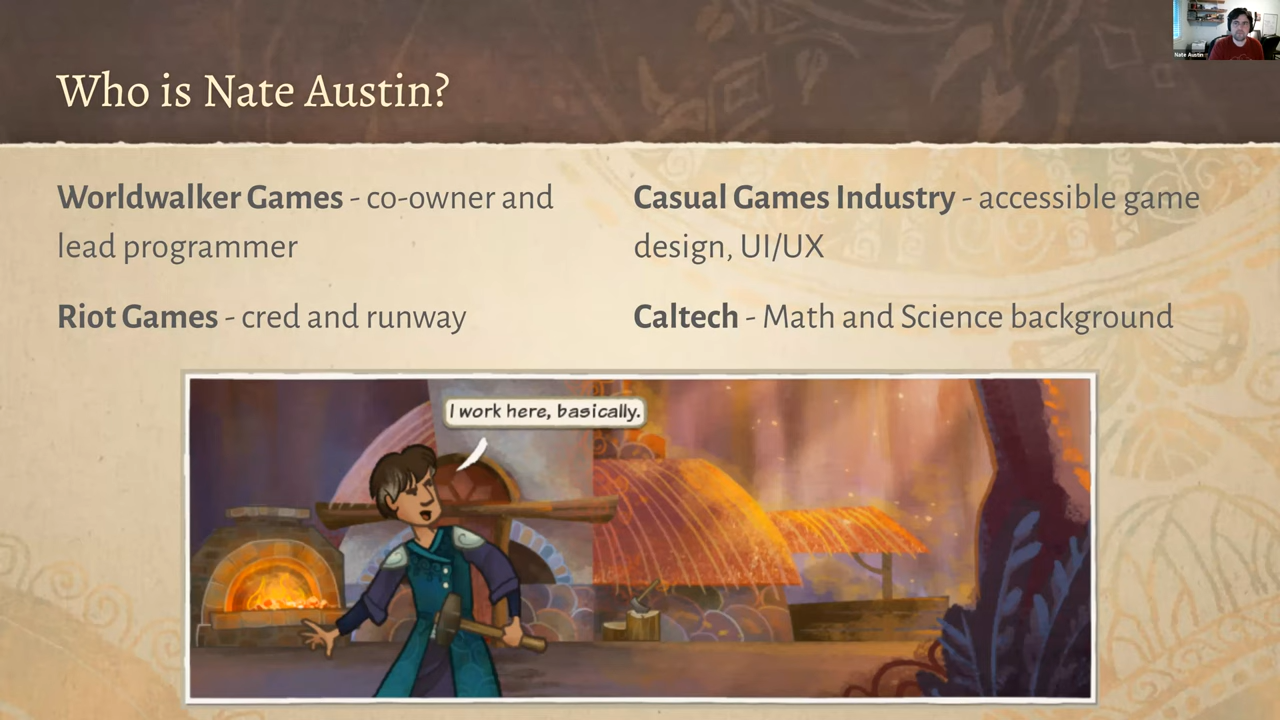 Who is Nate Austin?
Nate Austin
Worldwalker Games - co-owner and
lead programmer
Riot Games - cred and runway
Casual Games Industry - accessible game
design, UI/UX
Caltech - Math and Science background
I work here, basically.